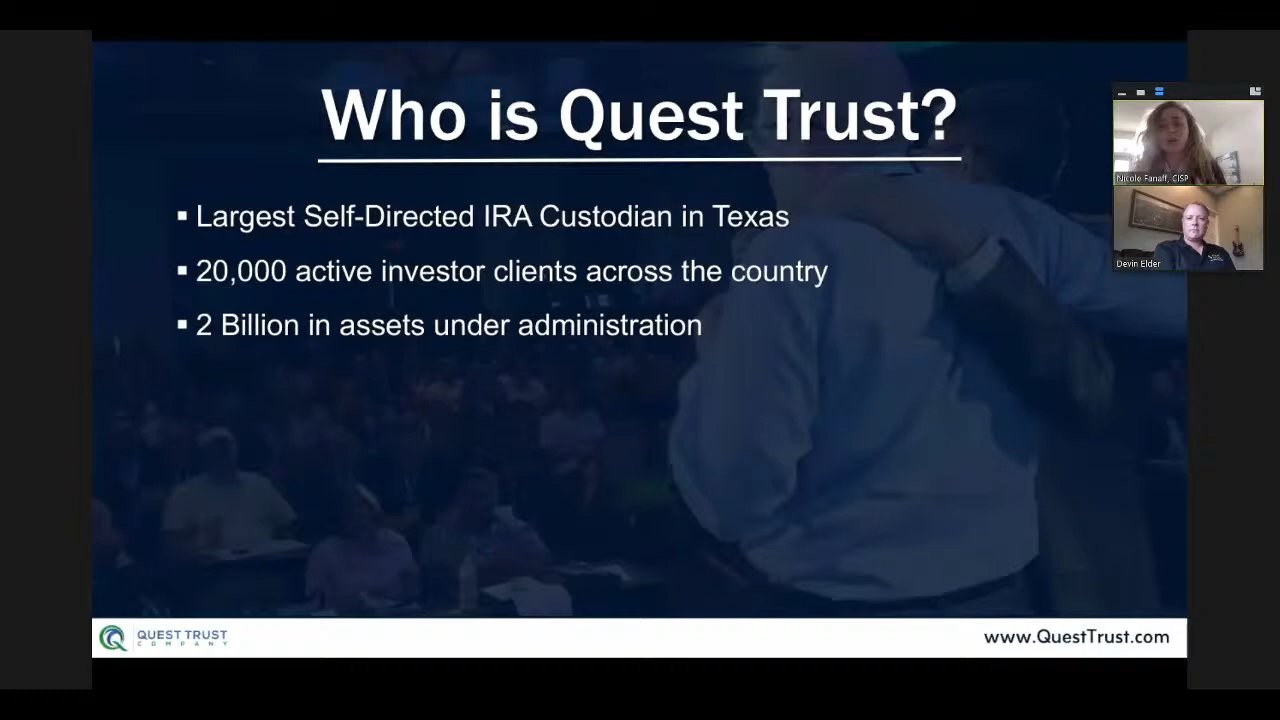 Who is Quest Trust?
▪ Largest Self-Directed IRA Custodian in Texas
▪ 20,000 active investor clients across the country
▪ 2 Billion in assets under administration
Nicole Fanaff, CISP
Devin Elder
QUEST TRUST
COMPANY
www.QuestTrust.com